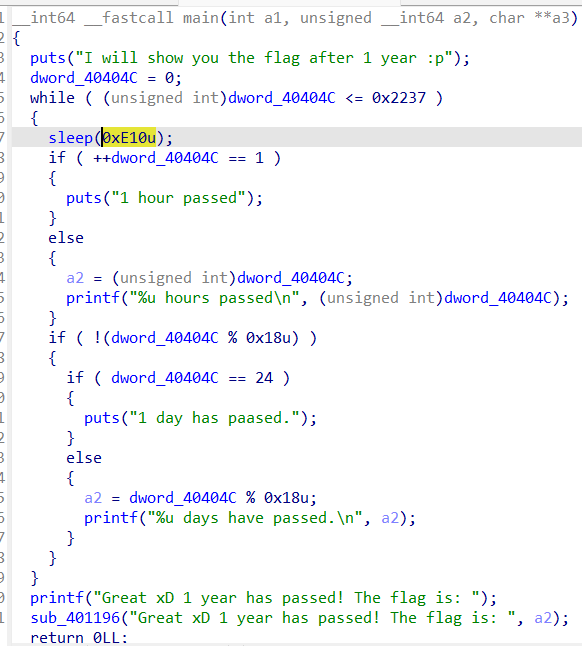 1 __int64 __fastcall main(int a1, unsigned __int64 a2, char **a3)
2 {
3 puts("I will show you the flag after 1 year :p");
4 dword_40404C = 0;
5 while ( (unsigned int)dword_40404C <= 0x2237 )
6 {
7 sleep(0xE10u);
8 if ( ++dword_40404C == 1 )
9 {
0 puts("1 hour passed");
1 }
2 else
3 {
4 a2 = (unsigned int)dword_40404C;
5 printf("%u hours passed\n", (unsigned int)dword_40404C);
6 }
7 if ( !(dword_40404C % 0x18u) )
8 {
9 if ( dword_40404C == 24 )
0 {
1 puts("1 day has paased.");
2 }
3 else
4 {
5 a2 = dword_40404C % 0x18u;
6 printf("%u days have passed.\n", a2);
7 }
8 }
9 }
0 printf("Great xD 1 year has passed! The flag is: ");
1 sub_401196("Great xD 1 year has passed! The flag is: ", a2);
return 0LL;